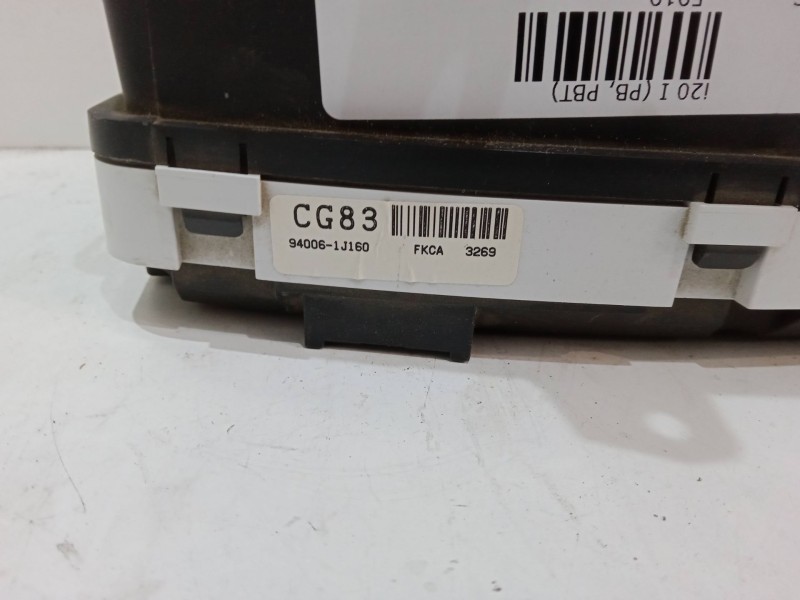 i20 I (PB, PBT)
CG83
94006-1J160 FKCA 3269